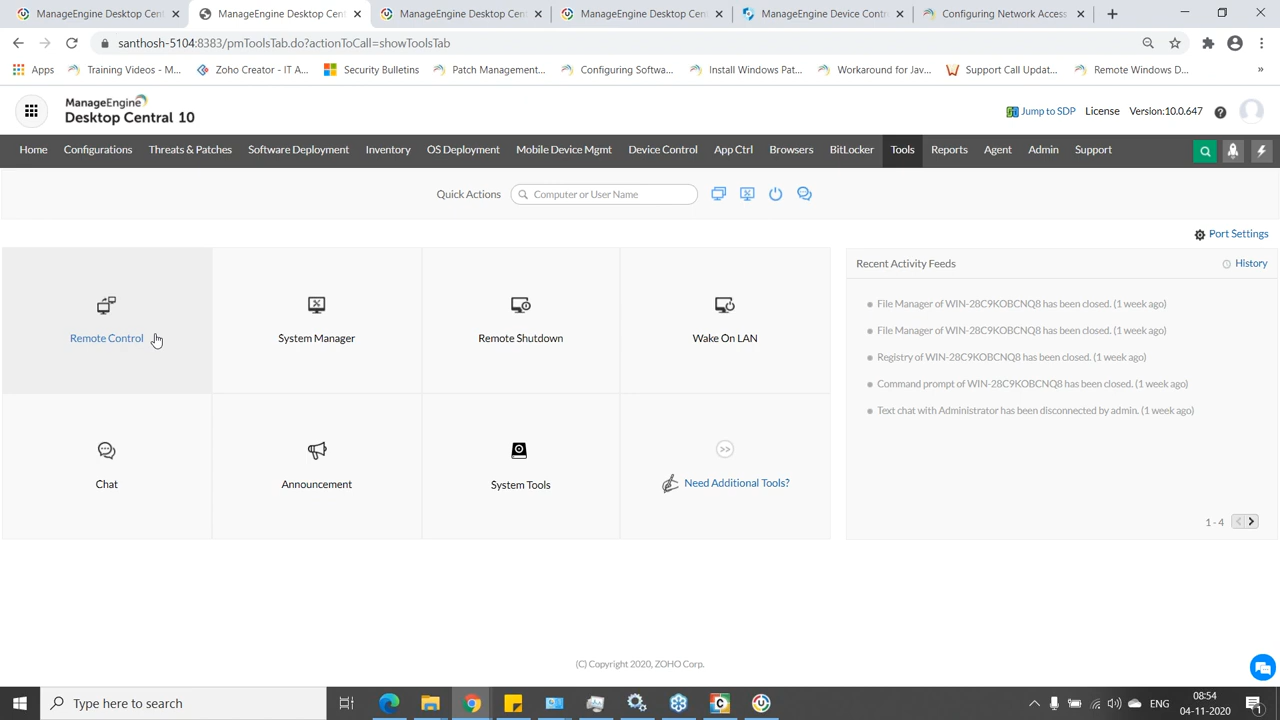 ManageEngine Desktop Cent
ManageEngine Desktop Cent
ManageEngine Desktop Cent
ManageEngine Desktop Cent
ManageEngine Device Contr
Configuring Network Access
santhosh-5104:8383/pmToolsTab.do?actionToCall=showToolsTab
Apps
Training Videos - M...
Zoho Creator - IT A...
Security Bulletins
Patch Management...
Configuring Softwa...
Install Windows Pat...
Workaround for Jav...
Support Call Updat...
Remote Windows D...
»
ManageEngine
Desktop Central 10
Jump to SDP
License
Version:10.0.647
Home
Configurations
Threats & Patches
Software Deployment
Inventory
OS Deployment
Mobile Device Mgmt
Device Control
App Ctrl
Browsers
BitLocker
Tools
Reports
Agent
Admin
Support
Quick Actions
Computer or User Name
Port Settings
Remote Control
System Manager
Remote Shutdown
Wake On LAN
Chat
Announcement
System Tools
Need Additional Tools?
Recent Activity Feeds
History
File Manager of WIN-28C9KOBCNQ8 has been closed. (1 week ago)
File Manager of WIN-28C9KOBCNQ8 has been closed. (1 week ago)
Registry of WIN-28C9KOBCNQ8 has been closed. (1 week ago)
Command prompt of WIN-28C9KOBCNQ8 has been closed. (1 week ago)
Text chat with Administrator has been disconnected by admin. (1 week ago)
1 - 4
(C) Copyright 2020, ZOHO Corp.
Type here to search
ENG
08:54
04-11-2020
1